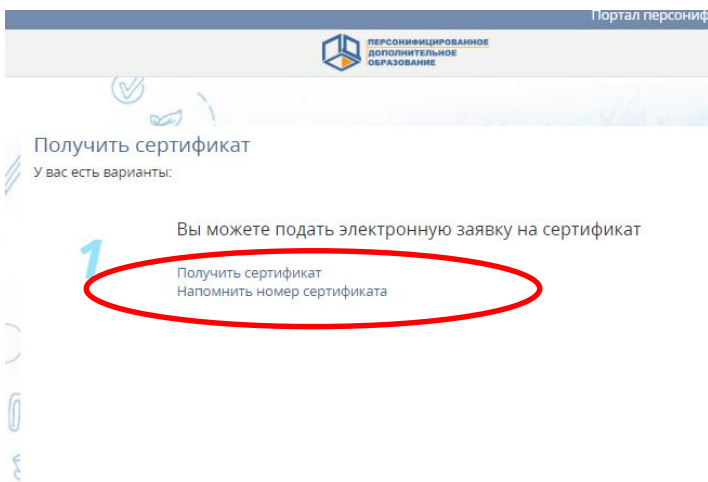 Портал
ПЕРСОНИФИЦИРОВАННОЕ
ДОПОЛНИТЕЛЬНОЕ
ОБРАЗОВАНИЕ
Получить сертификат
У вас есть варианты:
Вы можете подать электронную заявку на сертификат
1
Получить сертификат
Напомнить номер сертификата